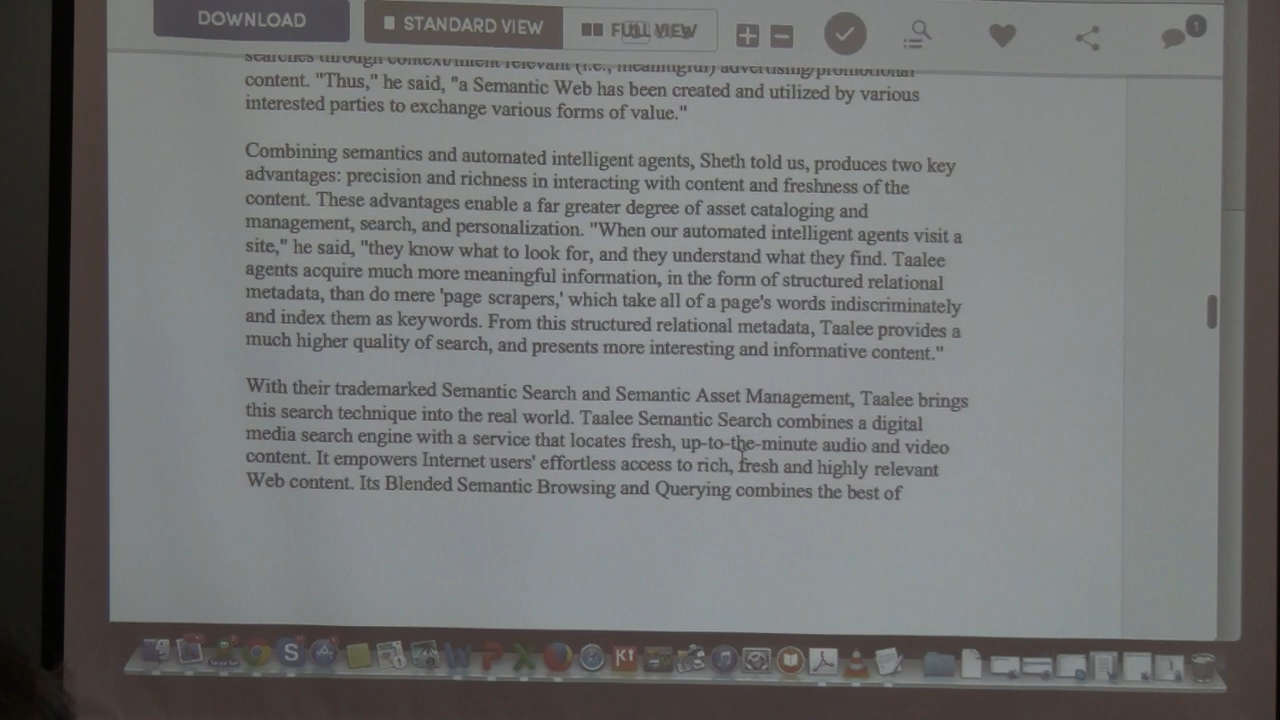 DOWNLOAD
STANDARD VIEW
FULL VIEW
1
searches through context/intent relevant (i.e., meaningful) advertising/promotional
content. "Thus," he said, "a Semantic Web has been created and utilized by various
interested parties to exchange various forms of value."
Combining semantics and automated intelligent agents, Sheth told us, produces two key
advantages: precision and richness in interacting with content and freshness of the
content. These advantages enable a far greater degree of asset cataloging and
management, search, and personalization. "When our automated intelligent agents visit a
site," he said, "they know what to look for, and they understand what they find. Taalee
agents acquire much more meaningful information, in the form of structured relational
metadata, than do mere 'page scrapers,' which take all of a page's words indiscriminately
and index them as keywords. From this structured relational metadata, Taalee provides a
much higher quality of search, and presents more interesting and informative content."
With their trademarked Semantic Search and Semantic Asset Management, Taalee brings
this search technique into the real world. Taalee Semantic Search combines a digital
media search engine with a service that locates fresh, up-to-the-minute audio and video
content. It empowers Internet users' effortless access to rich, fresh and highly relevant
Web content. Its Blended Semantic Browsing and Querying combines the best of